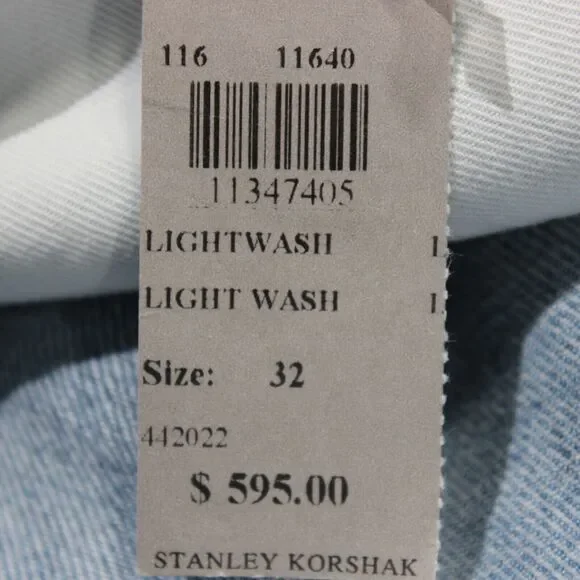 116 11640
11347405
LIGHTWASH
LIGHT WASH
Size: 32
442022
$ 595.00
STANLEY KORSHAK